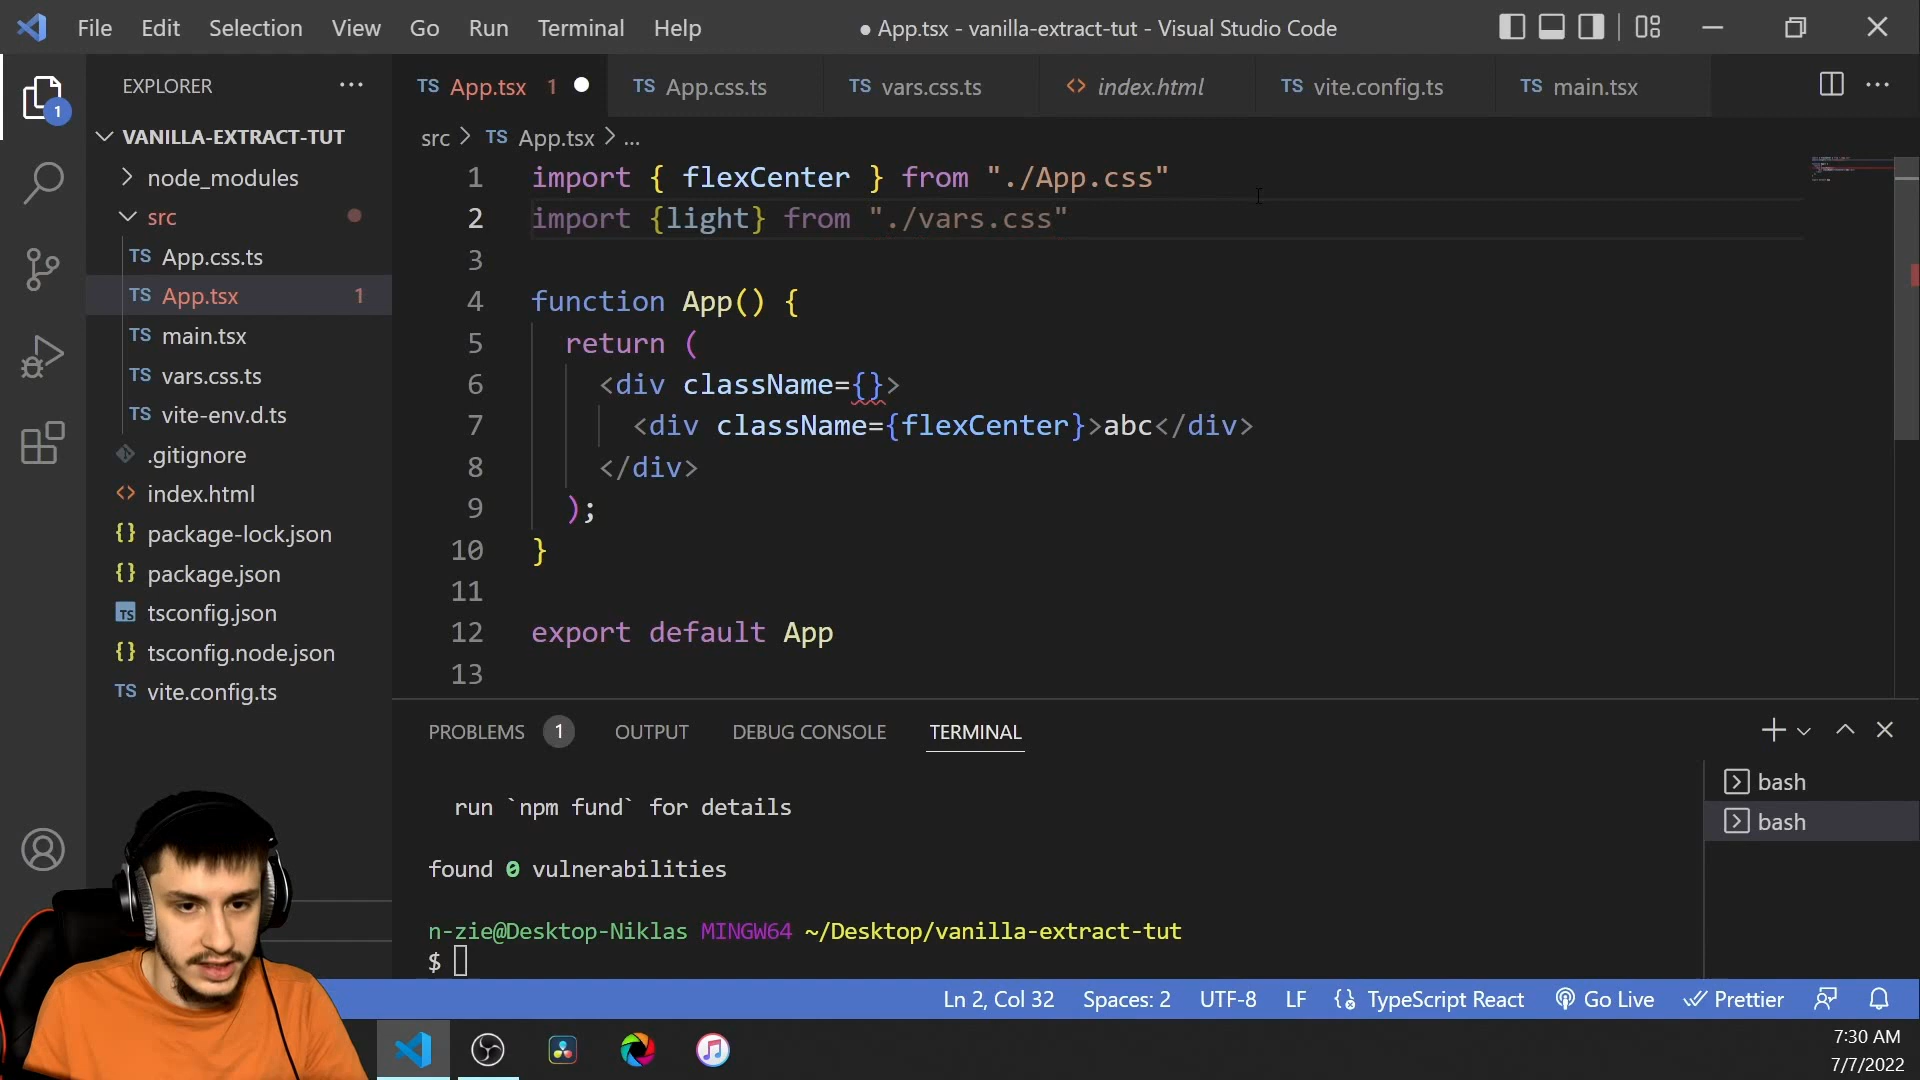 File Edit Selection View Go Run Terminal Help
● App.tsx - vanilla-extract-tut - Visual Studio Code
EXPLORER
1
VANILLA-EXTRACT-TUT
node_modules
src
TS App.css.ts
TS App.tsx 1
TS main.tsx
TS vars.css.ts
TS vite-env.d.ts
.gitignore
<> index.html
{} package-lock.json
{} package.json
TS tsconfig.json
{} tsconfig.node.json
TS vite.config.ts
TS App.tsx 1
TS App.css.ts
TS vars.css.ts
<> index.html
TS vite.config.ts
TS main.tsx
src > TS App.tsx > ...
1 import { flexCenter } from "./App.css"
2 import {light} from "./vars.css"
3
4 function App() {
5 return (
6 <div className={}>
7 <div className={flexCenter}>abc</div>
8 </div>
9 );
10 }
11
12 export default App
13
PROBLEMS 1 OUTPUT DEBUG CONSOLE TERMINAL
run `npm fund` for details
found 0 vulnerabilities
n-zie@Desktop-Niklas MINGW64 ~/Desktop/vanilla-extract-tut
$
bash
bash
Ln 2, Col 32 Spaces: 2 UTF-8 LF TypeScript React Go Live Prettier
7:30 AM
7/7/2022